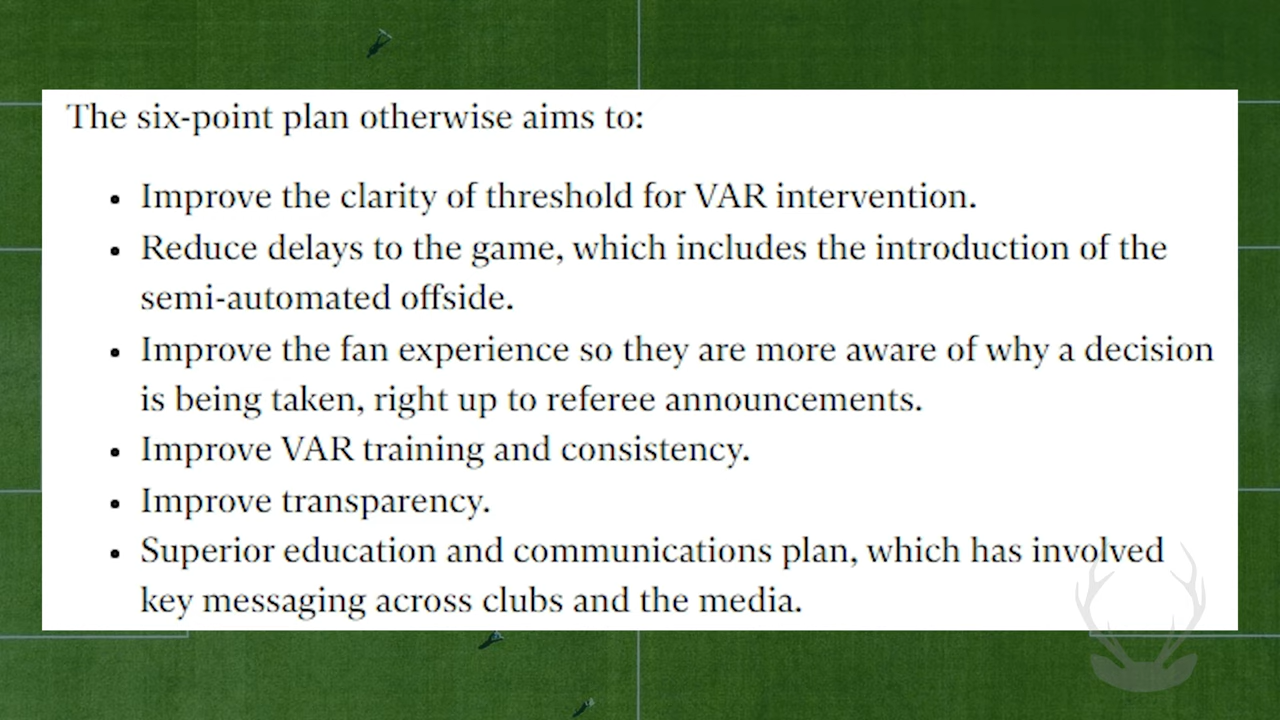 The six-point plan otherwise aims to:
• Improve the clarity of threshold for VAR intervention.
• Reduce delays to the game, which includes the introduction of the
semi-automated offside.
• Improve the fan experience so they are more aware of why a decision
is being taken, right up to referee announcements.
• Improve VAR training and consistency.
• Improve transparency.
• Superior education and communications plan, which has involved
key messaging across clubs and the media.